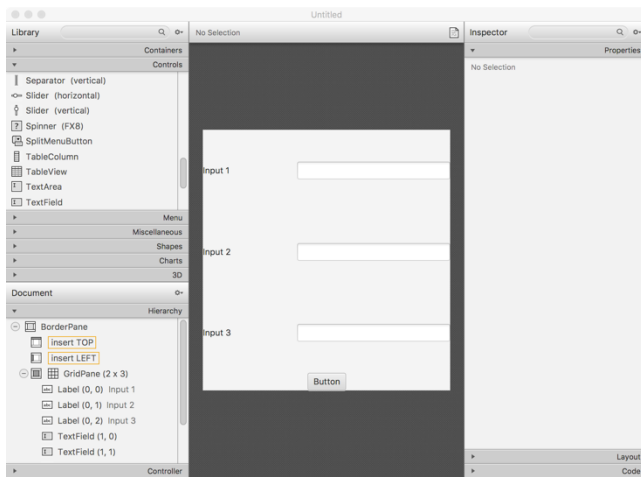 Untitled
Library
No Selection
Inspector
Containers
Controls
Separator (vertical)
Slider (horizontal)
Slider (vertical)
Spinner (FX8)
SplitMenuButton
TableColumn
TableView
TextArea
TextField
Menu
Miscellaneous
Shapes
Charts
3D
Document
Hierarchy
BorderPane
insert TOP
insert LEFT
GridPane (2 x 3)
Label (0, 0) Input 1
Label (0, 1) Input 2
Label (0, 2) Input 3
TextField (1, 0)
TextField (1, 1)
Controller
Input 1
Input 2
Input 3
Button
Properties
No Selection
Layout
Code